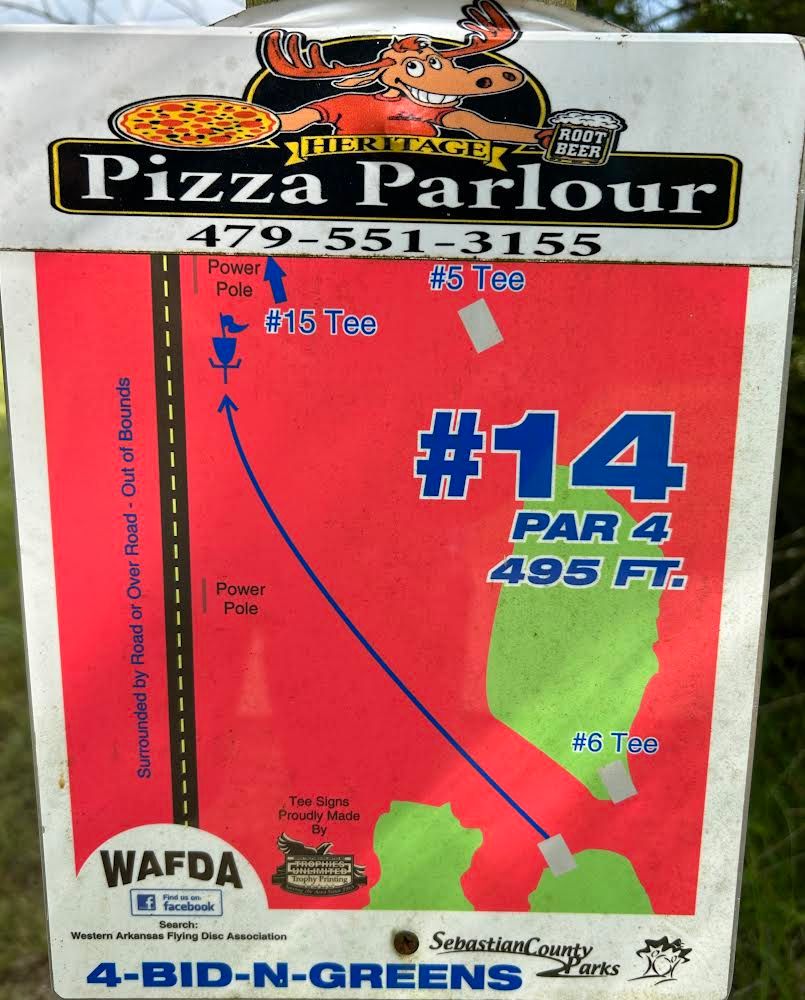 ROOT
BEER
HERITAGE
Pizza Parlour
479-551-3155
Power
Pole
#5 Tee
#15 Tee
Surrounded by Road or Over Road - Out of Bounds
#14
PAR 4
495 FT.
Power
Pole
#6 Tee
Tee Signs
Proudly Made
By
TROPHIES
UNLIMITED
Trophy Printing
WAFDA
Find us on
facebook
Search:
Western Arkansas Flying Disc Association
SebastianCounty
Parks
4-BID-N-GREENS